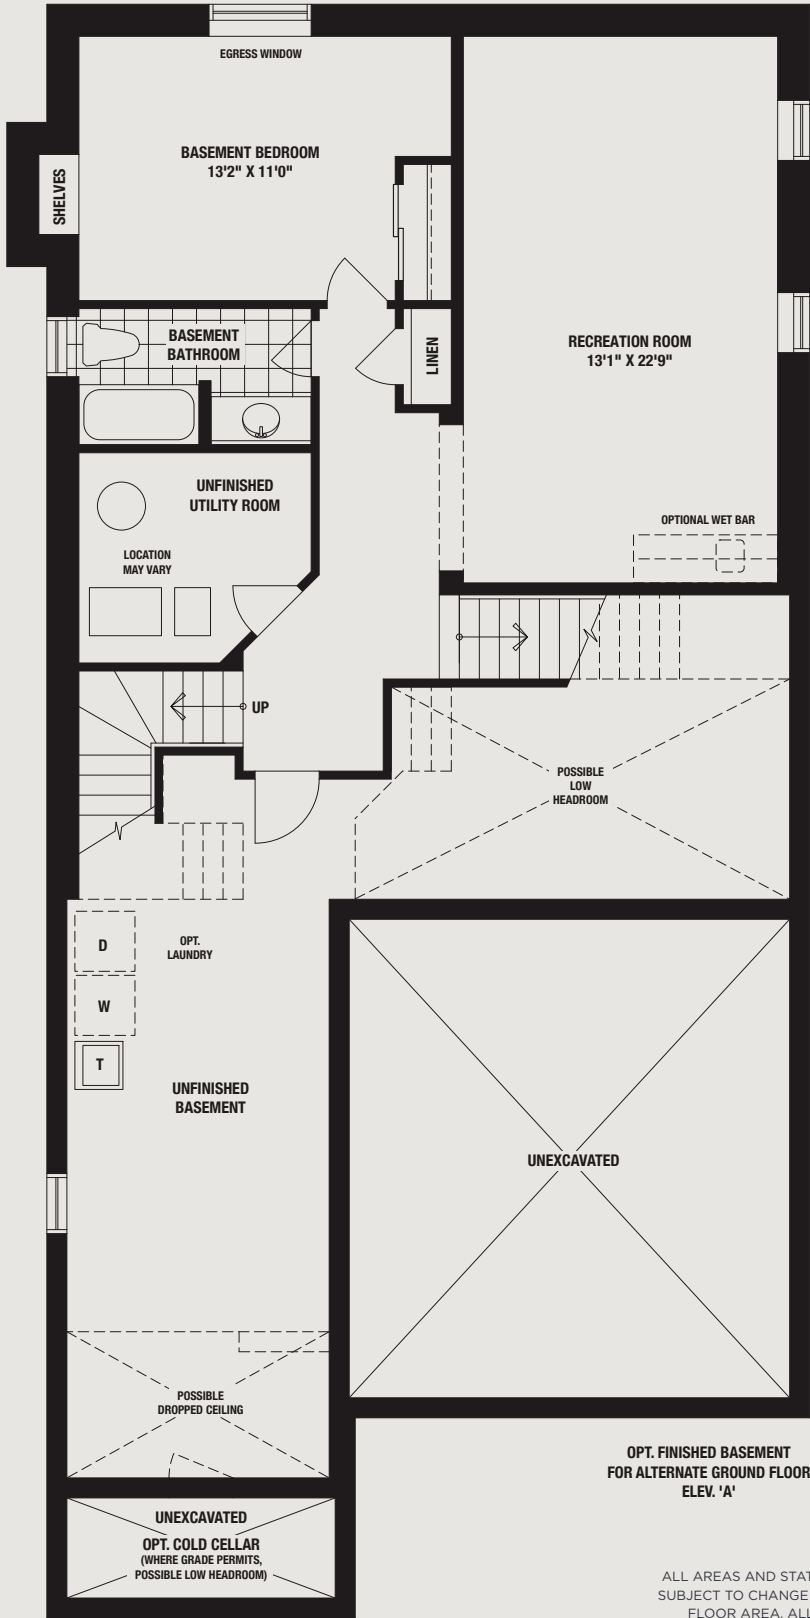 EGRESS WINDOW
BASEMENT BEDROOM
13'2" X 11'0"
SHELVES
BASEMENT
BATHROOM
LINEN
RECREATION ROOM
13'1" X 22'9"
UNFINISHED
UTILITY ROOM
LOCATION
MAY VARY
OPTIONAL WET BAR
UP
POSSIBLE
LOW
HEADROOM
D
OPT.
LAUNDRY
W
T
UNFINISHED
BASEMENT
UNEXCAVATED
POSSIBLE
DROPPED CEILING
OPT. FINISHED BASEMENT
FOR ALTERNATE GROUND FLOOR
ELEV. 'A'
UNEXCAVATED
OPT. COLD CELLAR
(WHERE GRADE PERMITS,
POSSIBLE LOW HEADROOM)
ALL AREAS AND
SUBJECT TO CHANGE
FLOOR AREA.